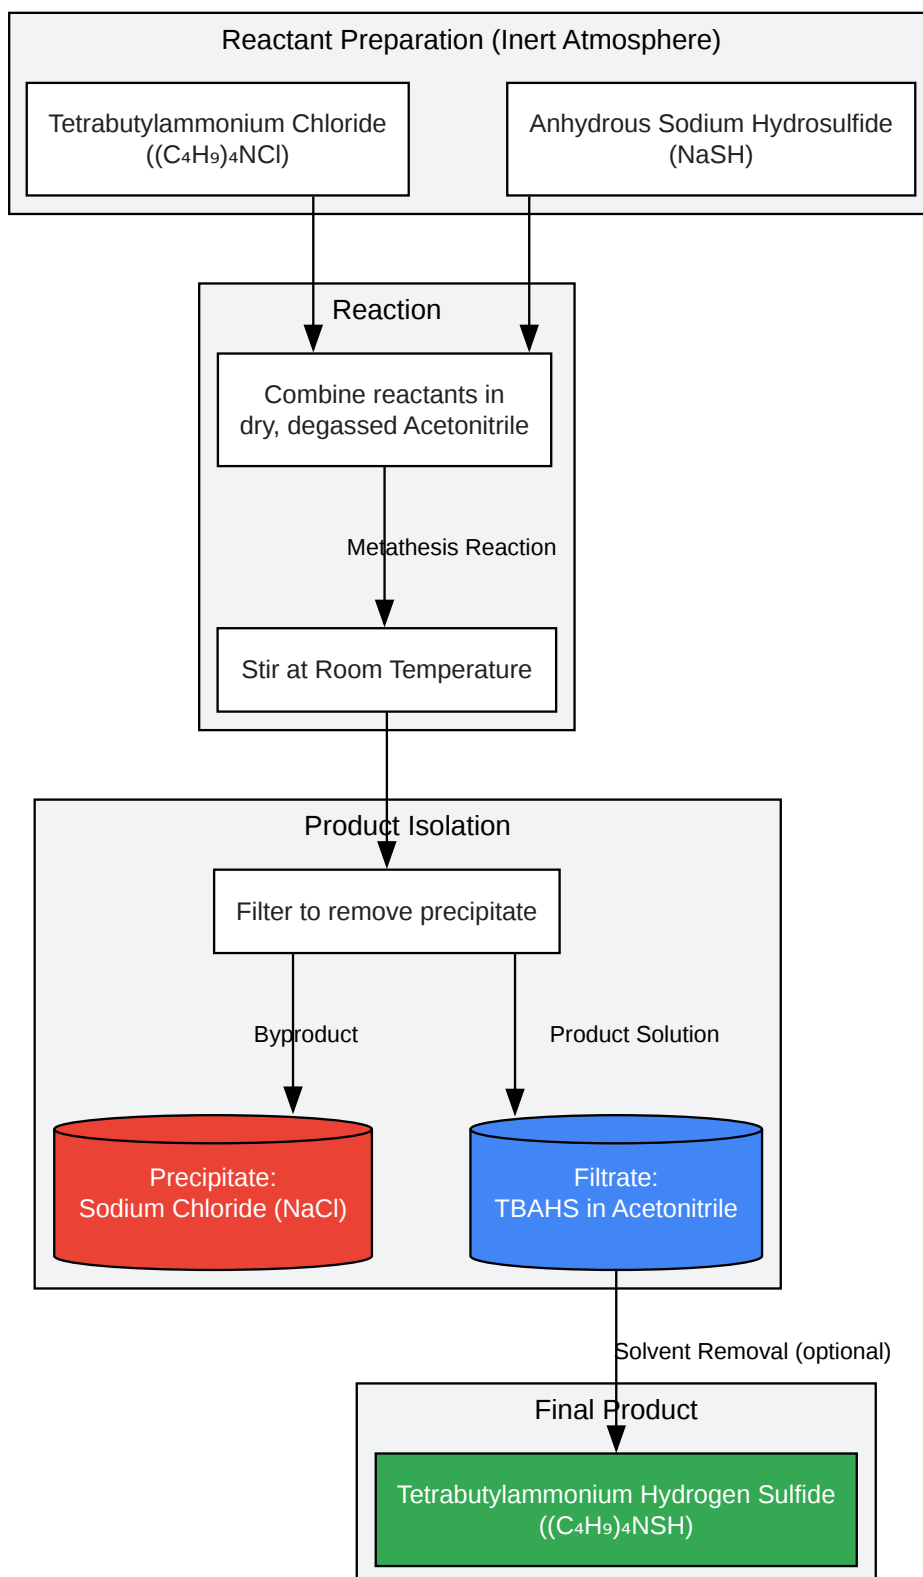 Reactant Preparation (Inert Atmosphere)
Tetrabutylammonium Chloride
((C₄H₉)₄NCl)
Anhydrous Sodium Hydrosulfide
(NaSH)
Reaction
Combine reactants in
dry, degassed Acetonitrile
Metathesis Reaction
Stir at Room Temperature
Product Isolation
Filter to remove precipitate
Byproduct
Product Solution
Precipitate:
Sodium Chloride (NaCl)
Filtrate:
TBAHS in Acetonitrile
Solvent Removal (optional)
Final Product
Tetrabutylammonium Hydrogen Sulfide
((C₄H₉)₄NSH)